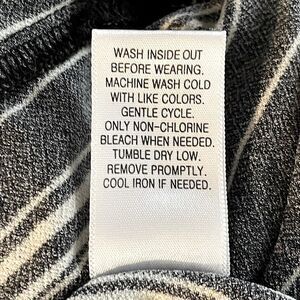 WASH INSIDE OUT
BEFORE WEARING.
MACHINE WASH COLD
WITH LIKE COLORS.
GENTLE CYCLE.
ONLY NON-CHLORINE
BLEACH WHEN NEEDED.
TUMBLE DRY LOW.
REMOVE PROMPTLY.
COOL IRON IF NEEDED.